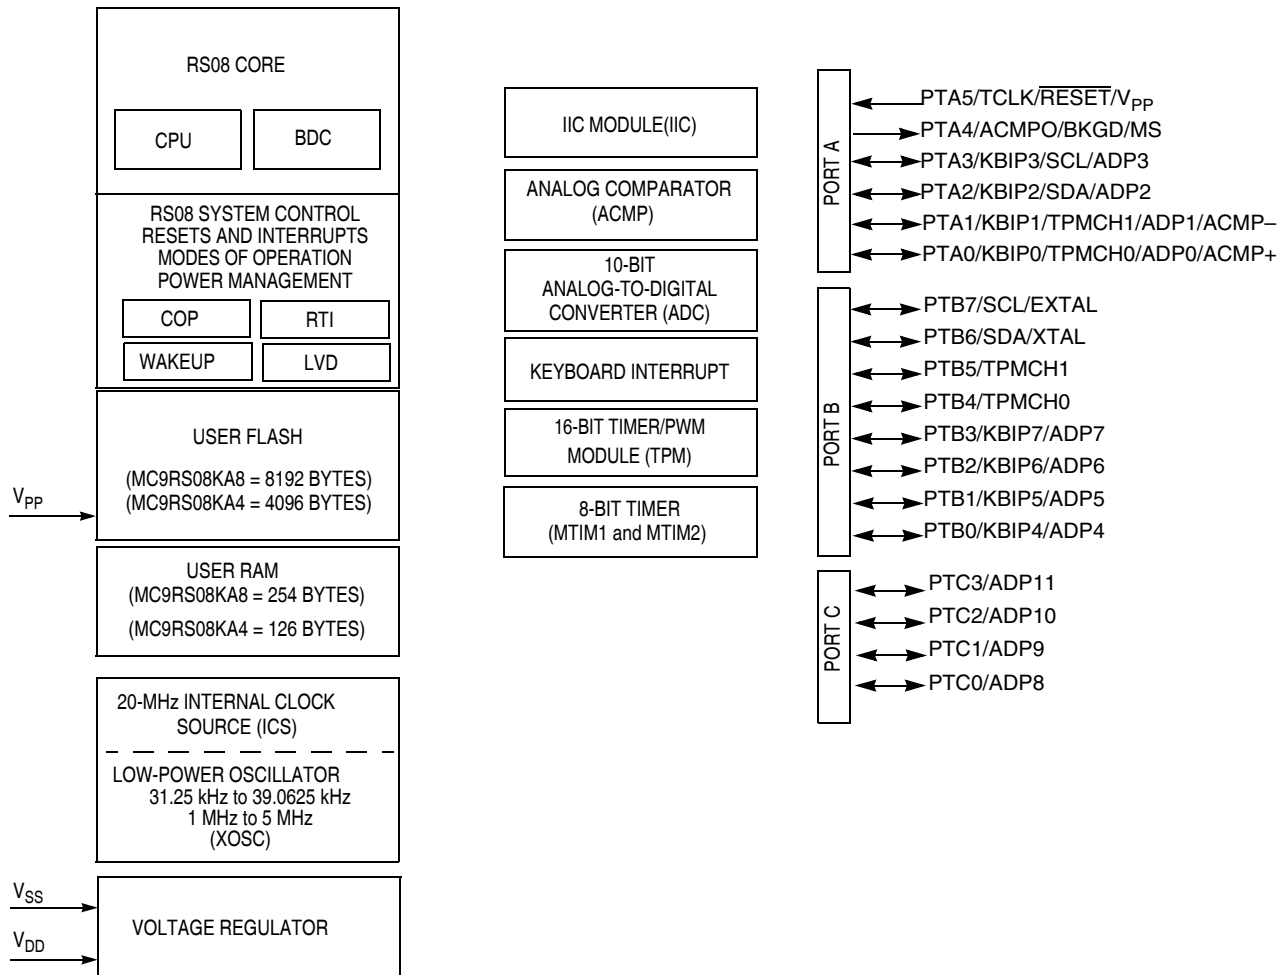 RS08 CORE
CPU
BDC
RS08 SYSTEM CONTROL
RESETS AND INTERRUPTS
MODES OF OPERATION
POWER MANAGEMENT
COP
RTI
WAKEUP
LVD
USER FLASH
(MC9RS08KA8 = 8192 BYTES)
(MC9RS08KA4 = 4096 BYTES)
VPP
USER RAM
(MC9RS08KA8 = 254 BYTES)
(MC9RS08KA4 = 126 BYTES)
20-MHz INTERNAL CLOCK
SOURCE (ICS)
LOW-POWER OSCILLATOR
31.25 kHz to 39.0625 kHz
1 MHz to 5 MHz
(XOSC)
VSS
VDD
VOLTAGE REGULATOR
IIC MODULE(IIC)
ANALOG COMPARATOR
(ACMP)
10-BIT
ANALOG-TO-DIGITAL
CONVERTER (ADC)
KEYBOARD INTERRUPT
16-BIT TIMER/PWM
MODULE (TPM)
8-BIT TIMER
(MTIM1 and MTIM2)
PORT A
PTA5/TCLK/RESET/VPP
PTA4/ACMPO/BKGD/MS
PTA3/KBIP3/SCL/ADP3
PTA2/KBIP2/SDA/ADP2
PTA1/KBIP1/TPMCH1/ADP1/ACMP–
PTA0/KBIP0/TPMCH0/ADP0/ACMP+
PORT B
PTB7/SCL/EXTAL
PTB6/SDA/XTAL
PTB5/TPMCH1
PTB4/TPMCH0
PTB3/KBIP7/ADP7
PTB2/KBIP6/ADP6
PTB1/KBIP5/ADP5
PTB0/KBIP4/ADP4
PORT C
PTC3/ADP11
PTC2/ADP10
PTC1/ADP9
PTC0/ADP8